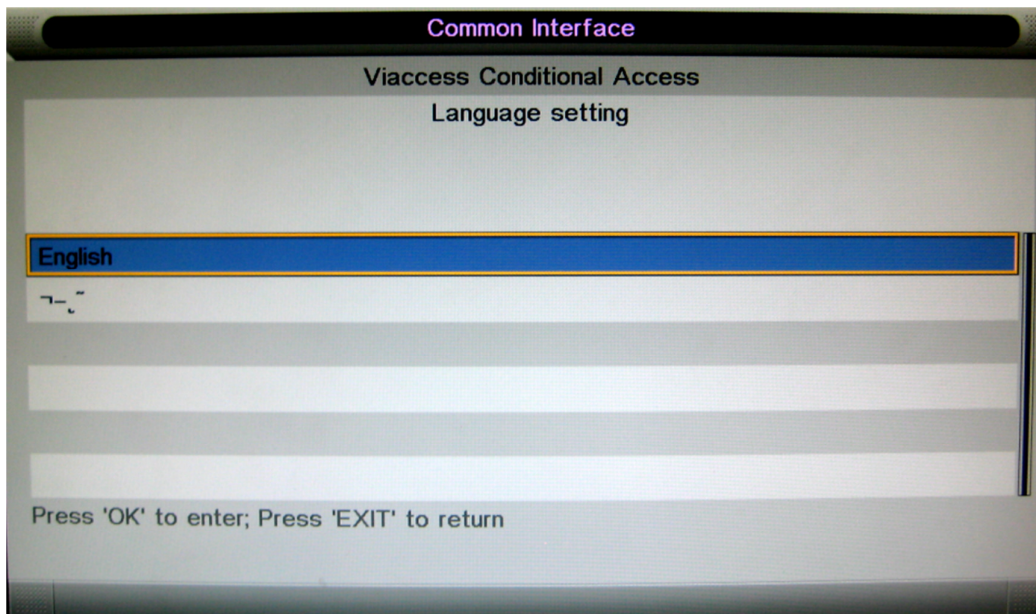 Common Interface
Viaccess Conditional Access
Language setting
English
Press 'OK' to enter; Press 'EXIT' to return